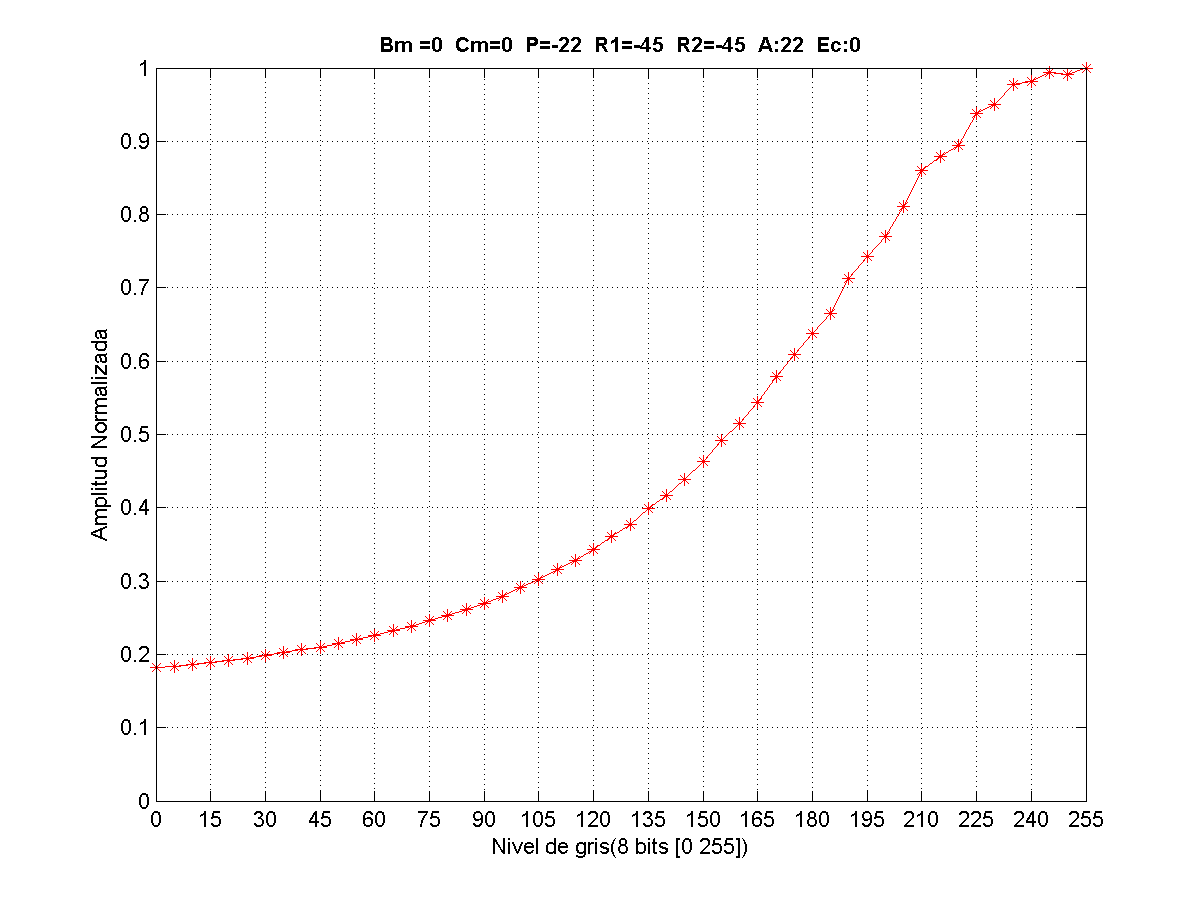 Bm =0 Cm=0 P=-22 R1=-45 R2=-45 A:22 Ec:0
1
0.9
0.8
0.7
0.6
0.5
0.4
0.3
0.2
0.1
0
Amplitud Normalizada
0 15 30 45 60 75 90 105 120 135 150 165 180 195 210 225 240 255
Nivel de gris(8 bits [0 255])